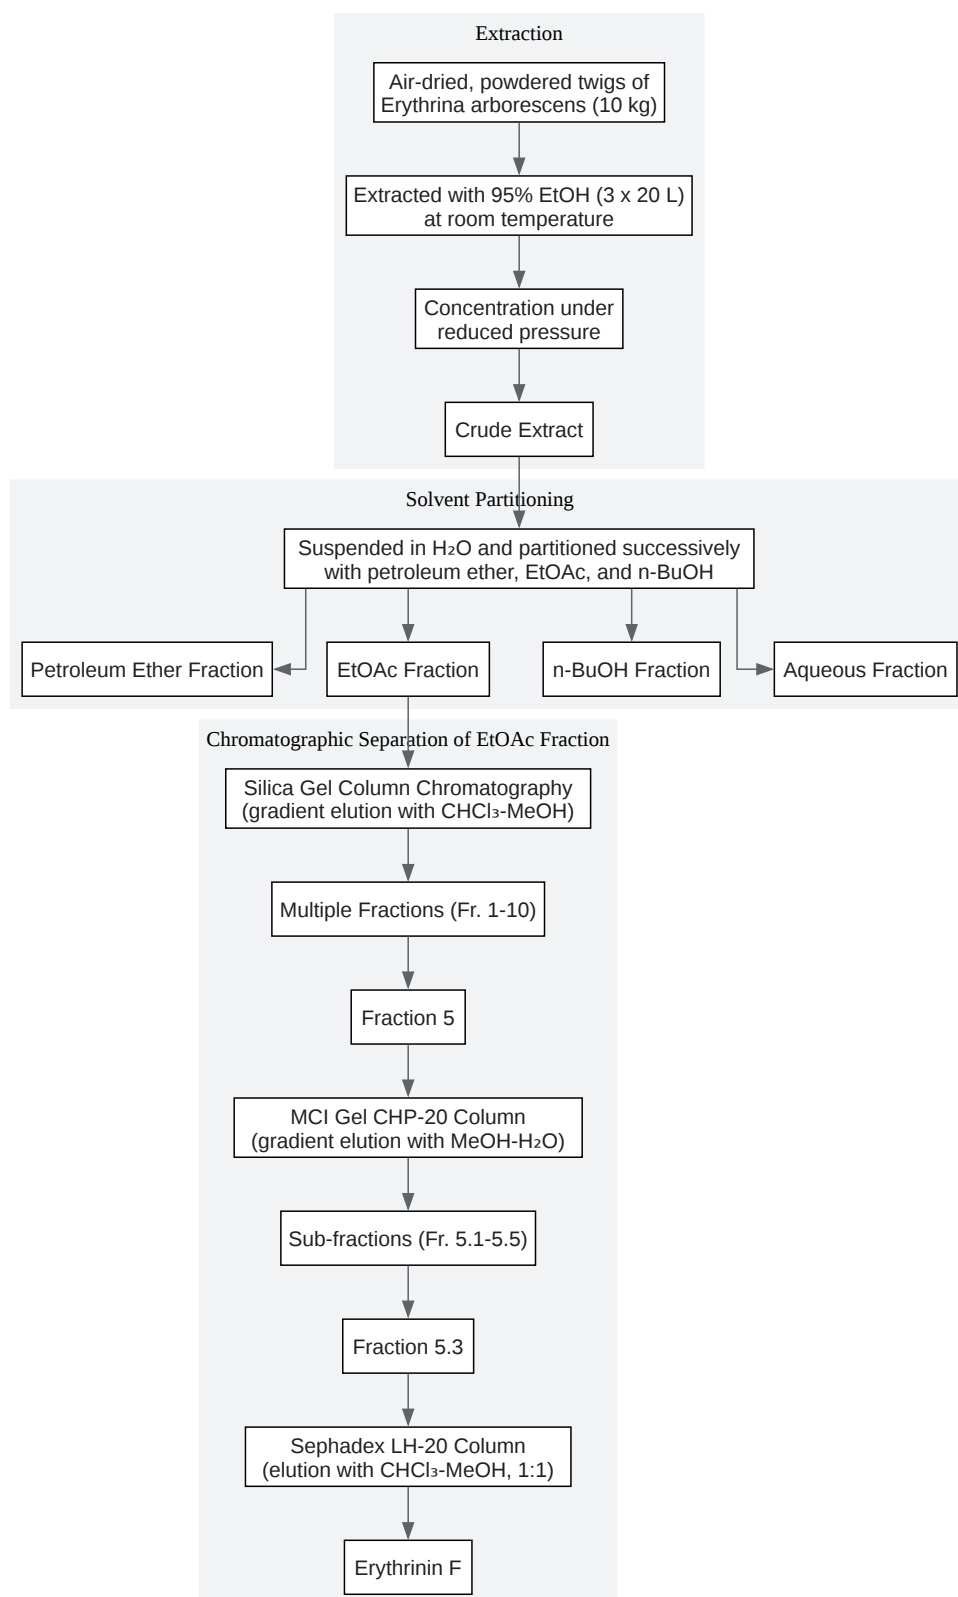 Extraction
Air-dried, powdered twigs of
Erythrina arborescens (10 kg)
Extracted with 95% EtOH (3 x 20 L)
at room temperature
Concentration under
reduced pressure
Crude Extract
Solvent Partitioning
Suspended in H₂O and partitioned successively
with petroleum ether, EtOAc, and n-BuOH
Petroleum Ether Fraction
EtOAc Fraction
n-BuOH Fraction
Aqueous Fraction
Chromatographic Separation of EtOAc Fraction
Silica Gel Column Chromatography
(gradient elution with CHCl₃-MeOH)
Multiple Fractions (Fr. 1-10)
Fraction 5
MCI Gel CHP-20 Column
(gradient elution with MeOH-H₂O)
Sub-fractions (Fr. 5.1-5.5)
Fraction 5.3
Sephadex LH-20 Column
(elution with CHCl₃-MeOH, 1:1)
Erythrinin F